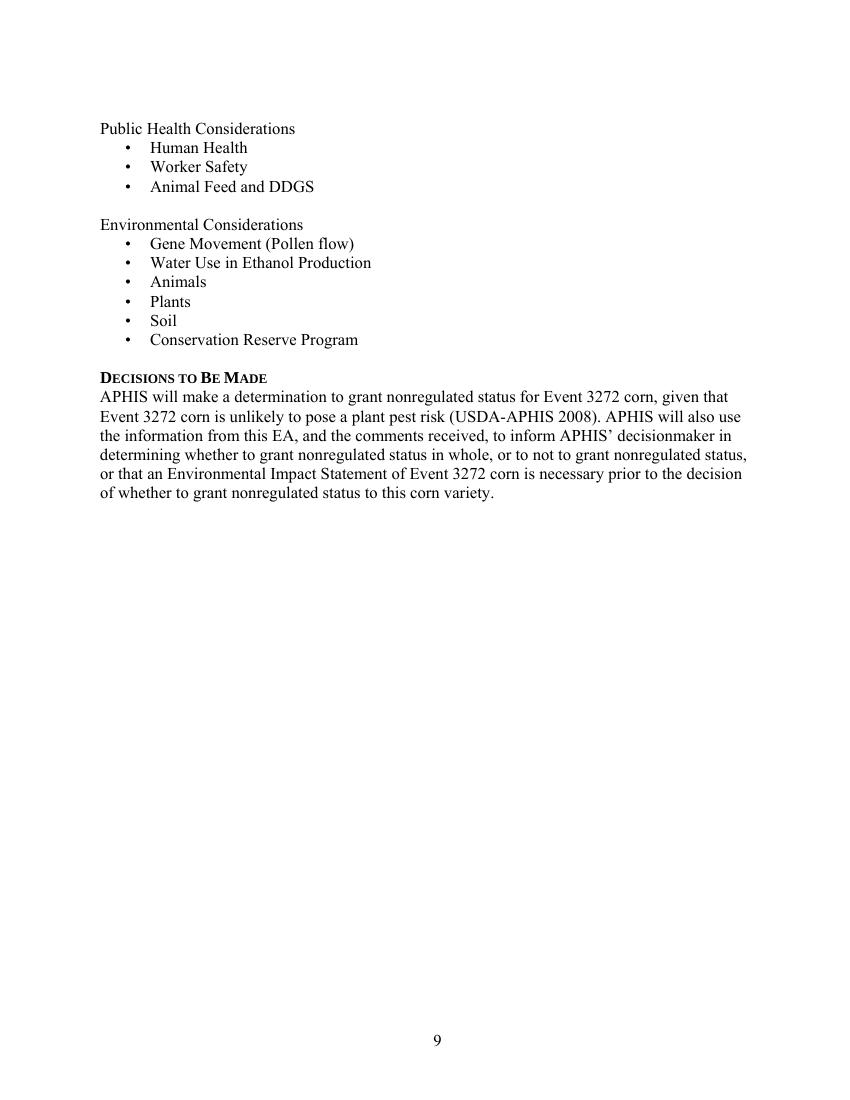 Public Health Considerations
• Human Health
• Worker Safety
• Animal Feed and DDGS
Environmental Considerations
• Gene Movement (Pollen flow)
• Water Use in Ethanol Production
• Animals
• Plants
• Soil
• Conservation Reserve Program
DECISIONS TO BE MADE
APHIS will make a determination to grant nonregulated status for Event 3272 corn, given that
Event 3272 corn is unlikely to pose a plant pest risk (USDA-APHIS 2008). APHIS will also use
the information from this EA, and the comments received, to inform APHIS’ decisionmaker in
determining whether to grant nonregulated status in whole, or to not to grant nonregulated status,
or that an Environmental Impact Statement of Event 3272 corn is necessary prior to the decision
of whether to grant nonregulated status to this corn variety.
9